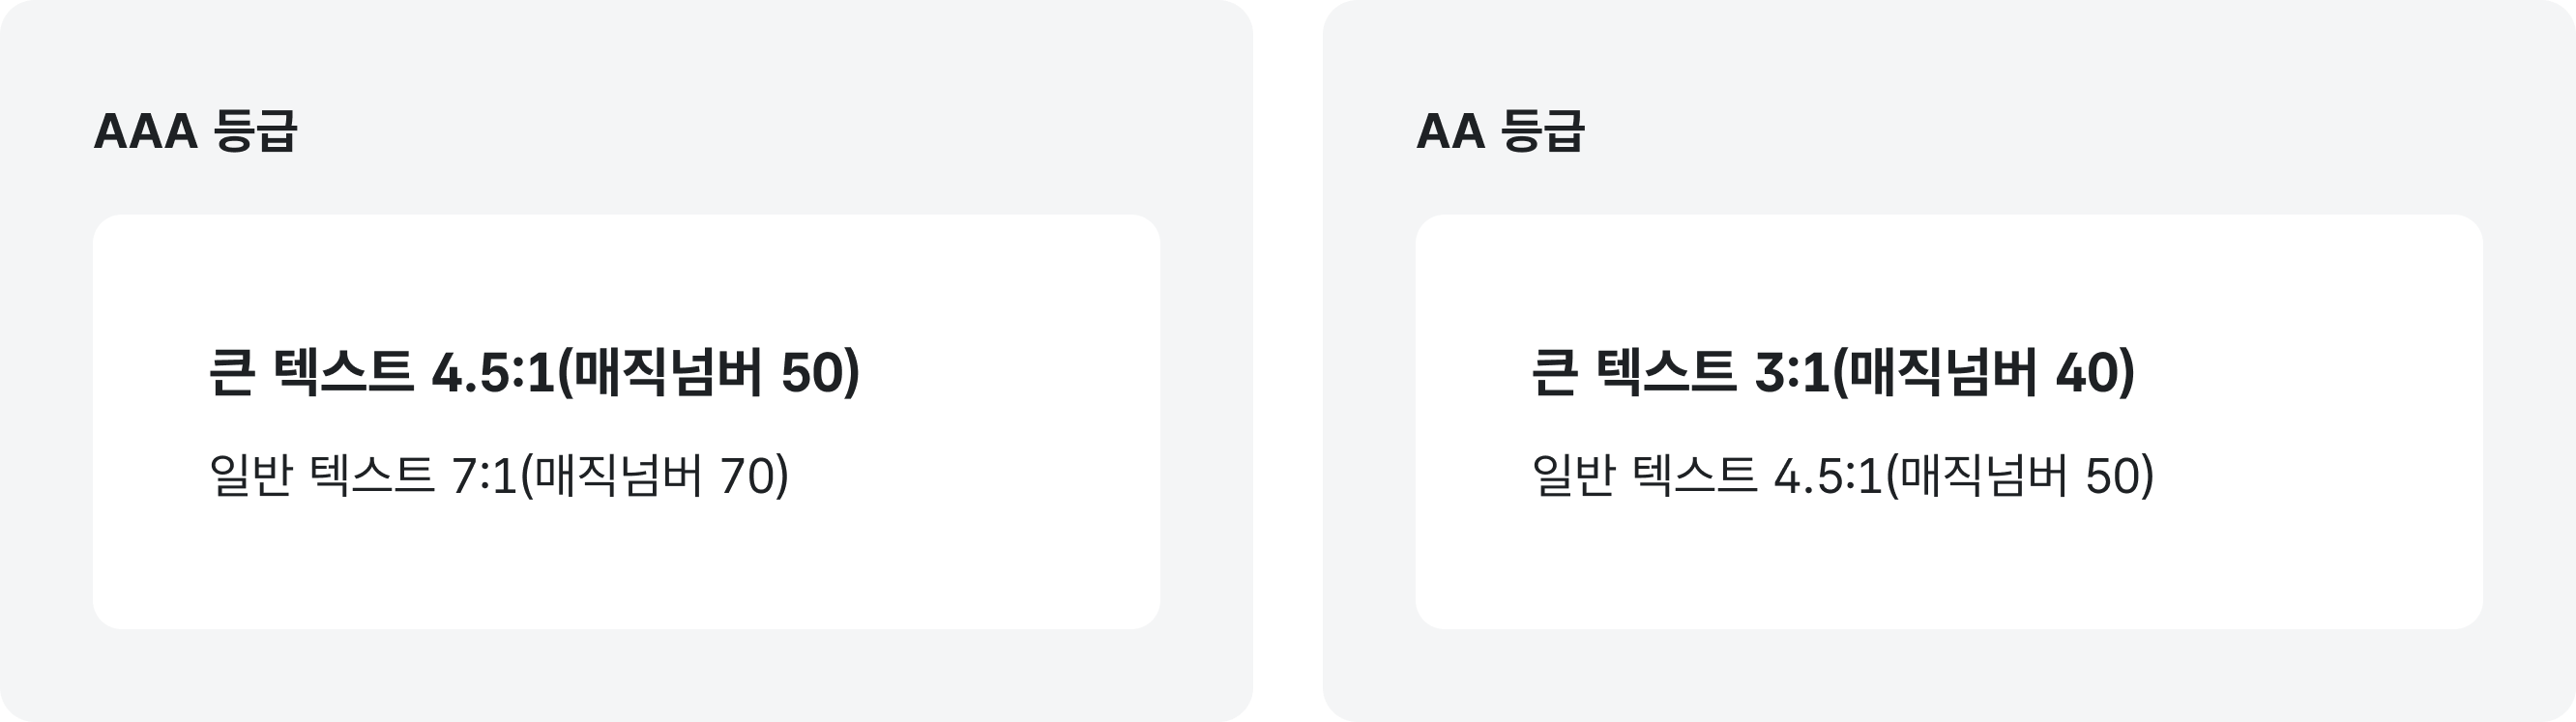 AAA 등급
큰 텍스트 4.5:1(매직넘버 50)
일반 텍스트 7:1(매직넘버 70)
AA 등급
큰 텍스트 3:1(매직넘버 40)
일반 텍스트 4.5:1(매직넘버 50)